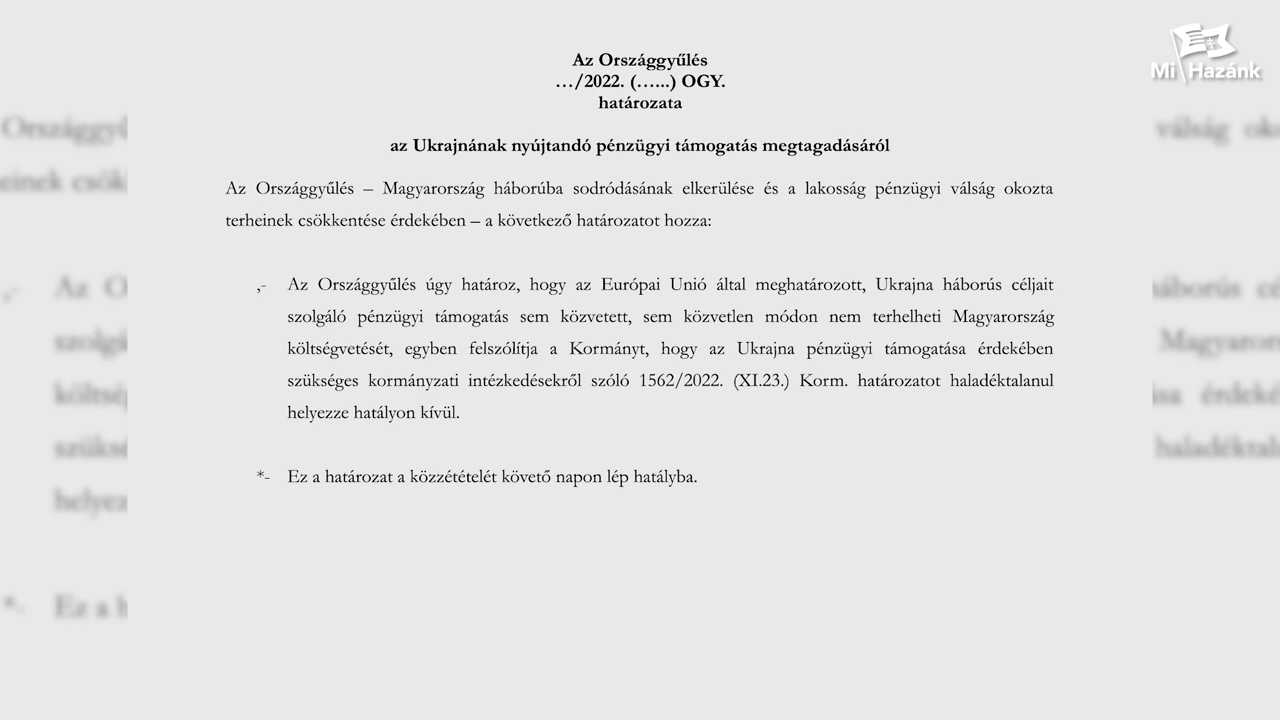 Mi Hazánk
Az Országgyűlés
…/2022. (…...) OGY.
határozata
az Ukrajnának nyújtandó pénzügyi támogatás megtagadásáról
Az Országgyűlés – Magyarország háborúba sodródásának elkerülése és a lakosság pénzügyi válság okozta
terheinek csökkentése érdekében – a következő határozatot hozza:
,- Az Országgyűlés úgy határoz, hogy az Európai Unió által meghatározott, Ukrajna háborús céljait
szolgáló pénzügyi támogatás sem közvetett, sem közvetlen módon nem terhelheti Magyarország
költségvetését, egyben felszólítja a Kormányt, hogy az Ukrajna pénzügyi támogatása érdekében
szükséges kormányzati intézkedésekről szóló 1562/2022. (XI.23.) Korm. határozatot haladéktalanul
helyezze hatályon kívül.
*- Ez a határozat a közzétételét követő napon lép hatályba.